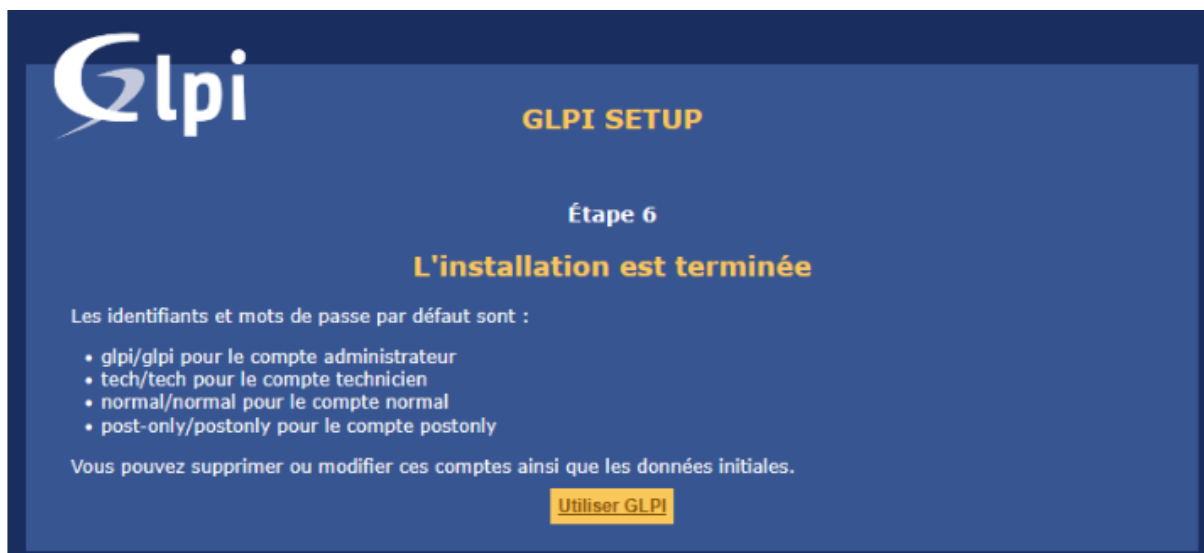 Glpi
GLPI SETUP
Étape 6
L'installation est terminée
Les identifiants et mots de passe par défaut sont :
• glpi/glpi pour le compte administrateur
• tech/tech pour le compte technicien
• normal/normal pour le compte normal
• post-only/postonly pour le compte postonly
Vous pouvez supprimer ou modifier ces comptes ainsi que les données initiales.
Utiliser GLPI